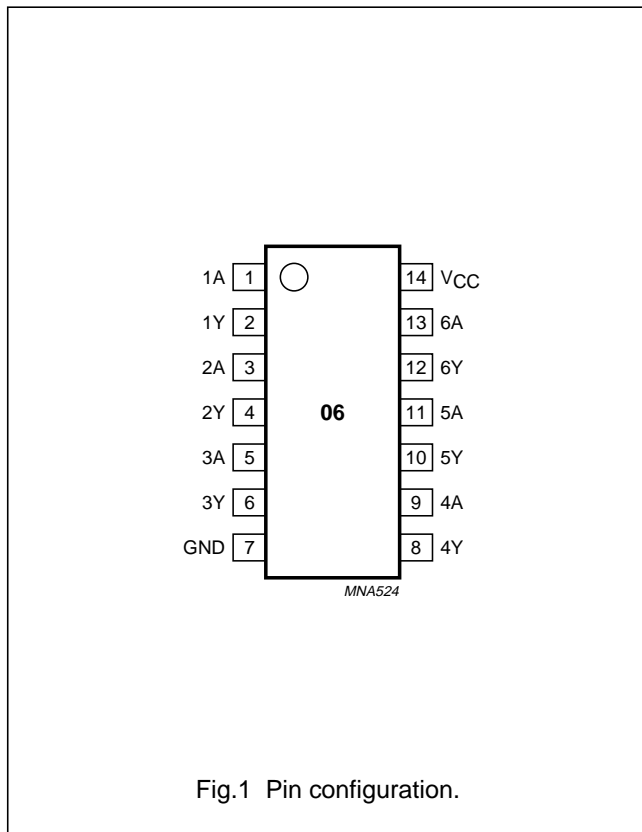 1A 1 14 VCC
1Y 2 13 6A
2A 3 12 6Y
2Y 4 06 11 5A
3A 5 10 5Y
3Y 6 9 4A
GND 7 8 4Y
MNA524
Fig.1 Pin configuration.